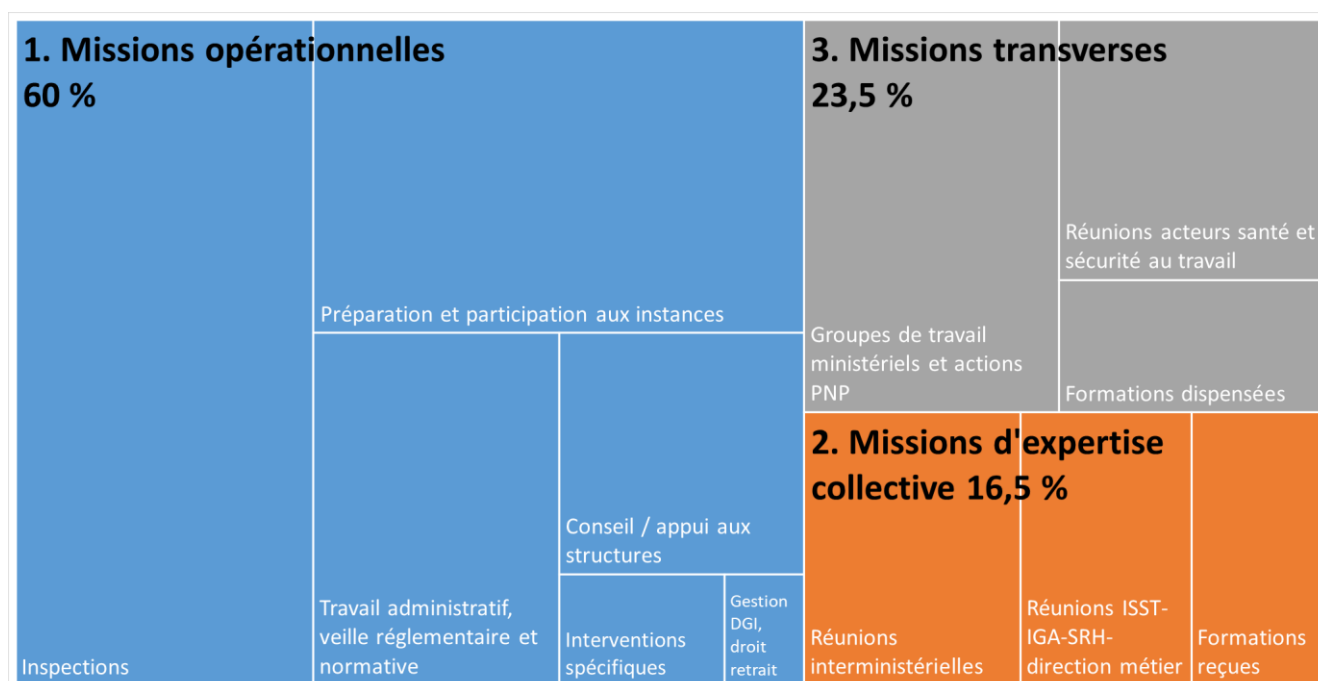 1. Missions opérationnelles
60 %
Inspections
Préparation et participation aux instances
Travail administratif,
veille réglementaire et
normative
Conseil / appui aux
structures
Interventions
spécifiques
Gestion
DGI,
droit
retrait
3. Missions transverses
23,5 %
Groupes de travail
ministériels et actions
PNP
Réunions acteurs santé et
sécurité au travail
Formations dispensées
2. Missions d'expertise
collective 16,5 %
Réunions
interministérielles
Réunions ISST-
IGA-SRH-
direction métier
Formations
reçues